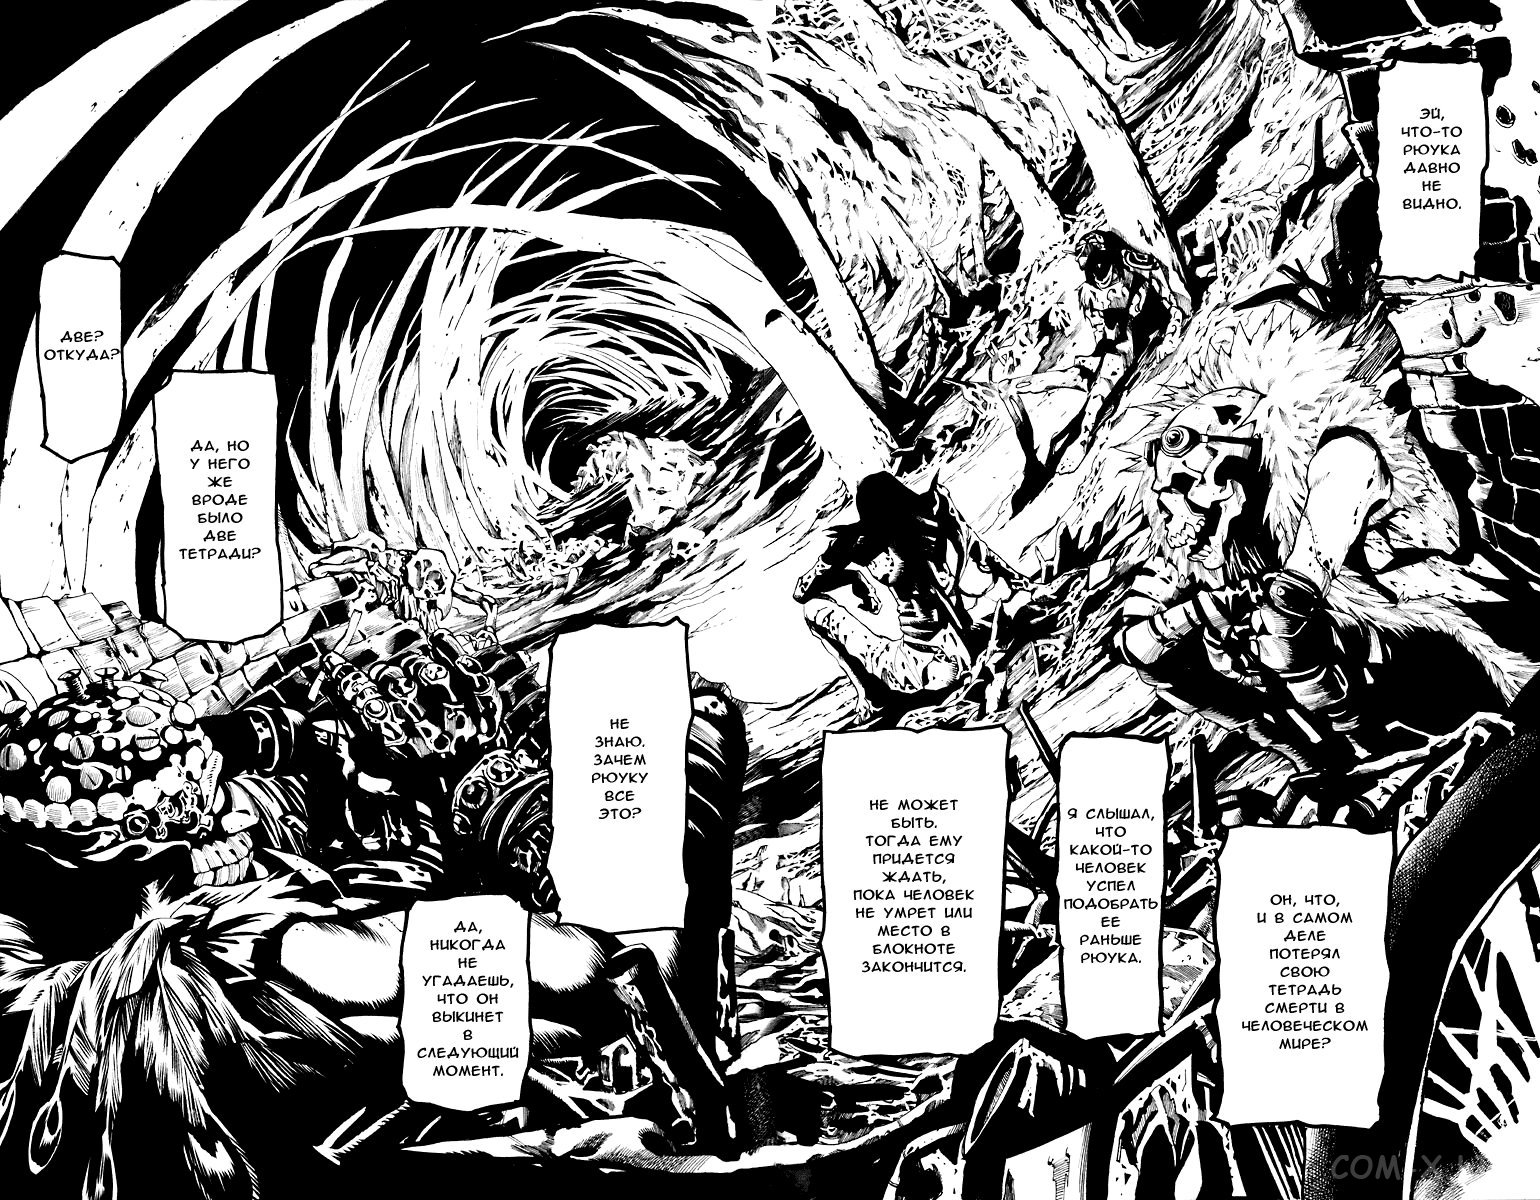 ЭЙ,
ЧТО-ТО
РЮУКА
ДАВНО
НЕ
ВИДНО.
ОН, ЧТО,
И В САМОМ
ДЕЛЕ
ПОТЕРЯЛ
СВОЮ
ТЕТРАДЬ
СМЕРТИ В
ЧЕЛОВЕЧЕСКОМ
МИРЕ?
Я СЛЫШАЛ,
ЧТО
КАКОЙ-ТО
ЧЕЛОВЕК
УСПЕЛ
ПОДОБРАТЬ
ЕЕ
РАНЬШЕ
РЮУКА.
НЕ МОЖЕТ
БЫТЬ.
ТОГДА ЕМУ
ПРИДЕТСЯ
ЖДАТЬ,
ПОКА ЧЕЛОВЕК
НЕ УМРЕТ ИЛИ
МЕСТО В
БЛОКНОТЕ
ЗАКОНЧИТСЯ.
ДА, НО
У НЕГО
ЖЕ
ВРОДЕ
БЫЛО
ДВЕ
ТЕТРАДИ?
ДВЕ?
ОТКУДА?
НЕ
ЗНАЮ.
ЗАЧЕМ
РЮУКУ
ВСЕ
ЭТО?
ДА,
НИКОГДА
НЕ
УГАДАЕШЬ,
ЧТО ОН
ВЫКИНЕТ
В
СЛЕДУЮЩИЙ
МОМЕНТ.